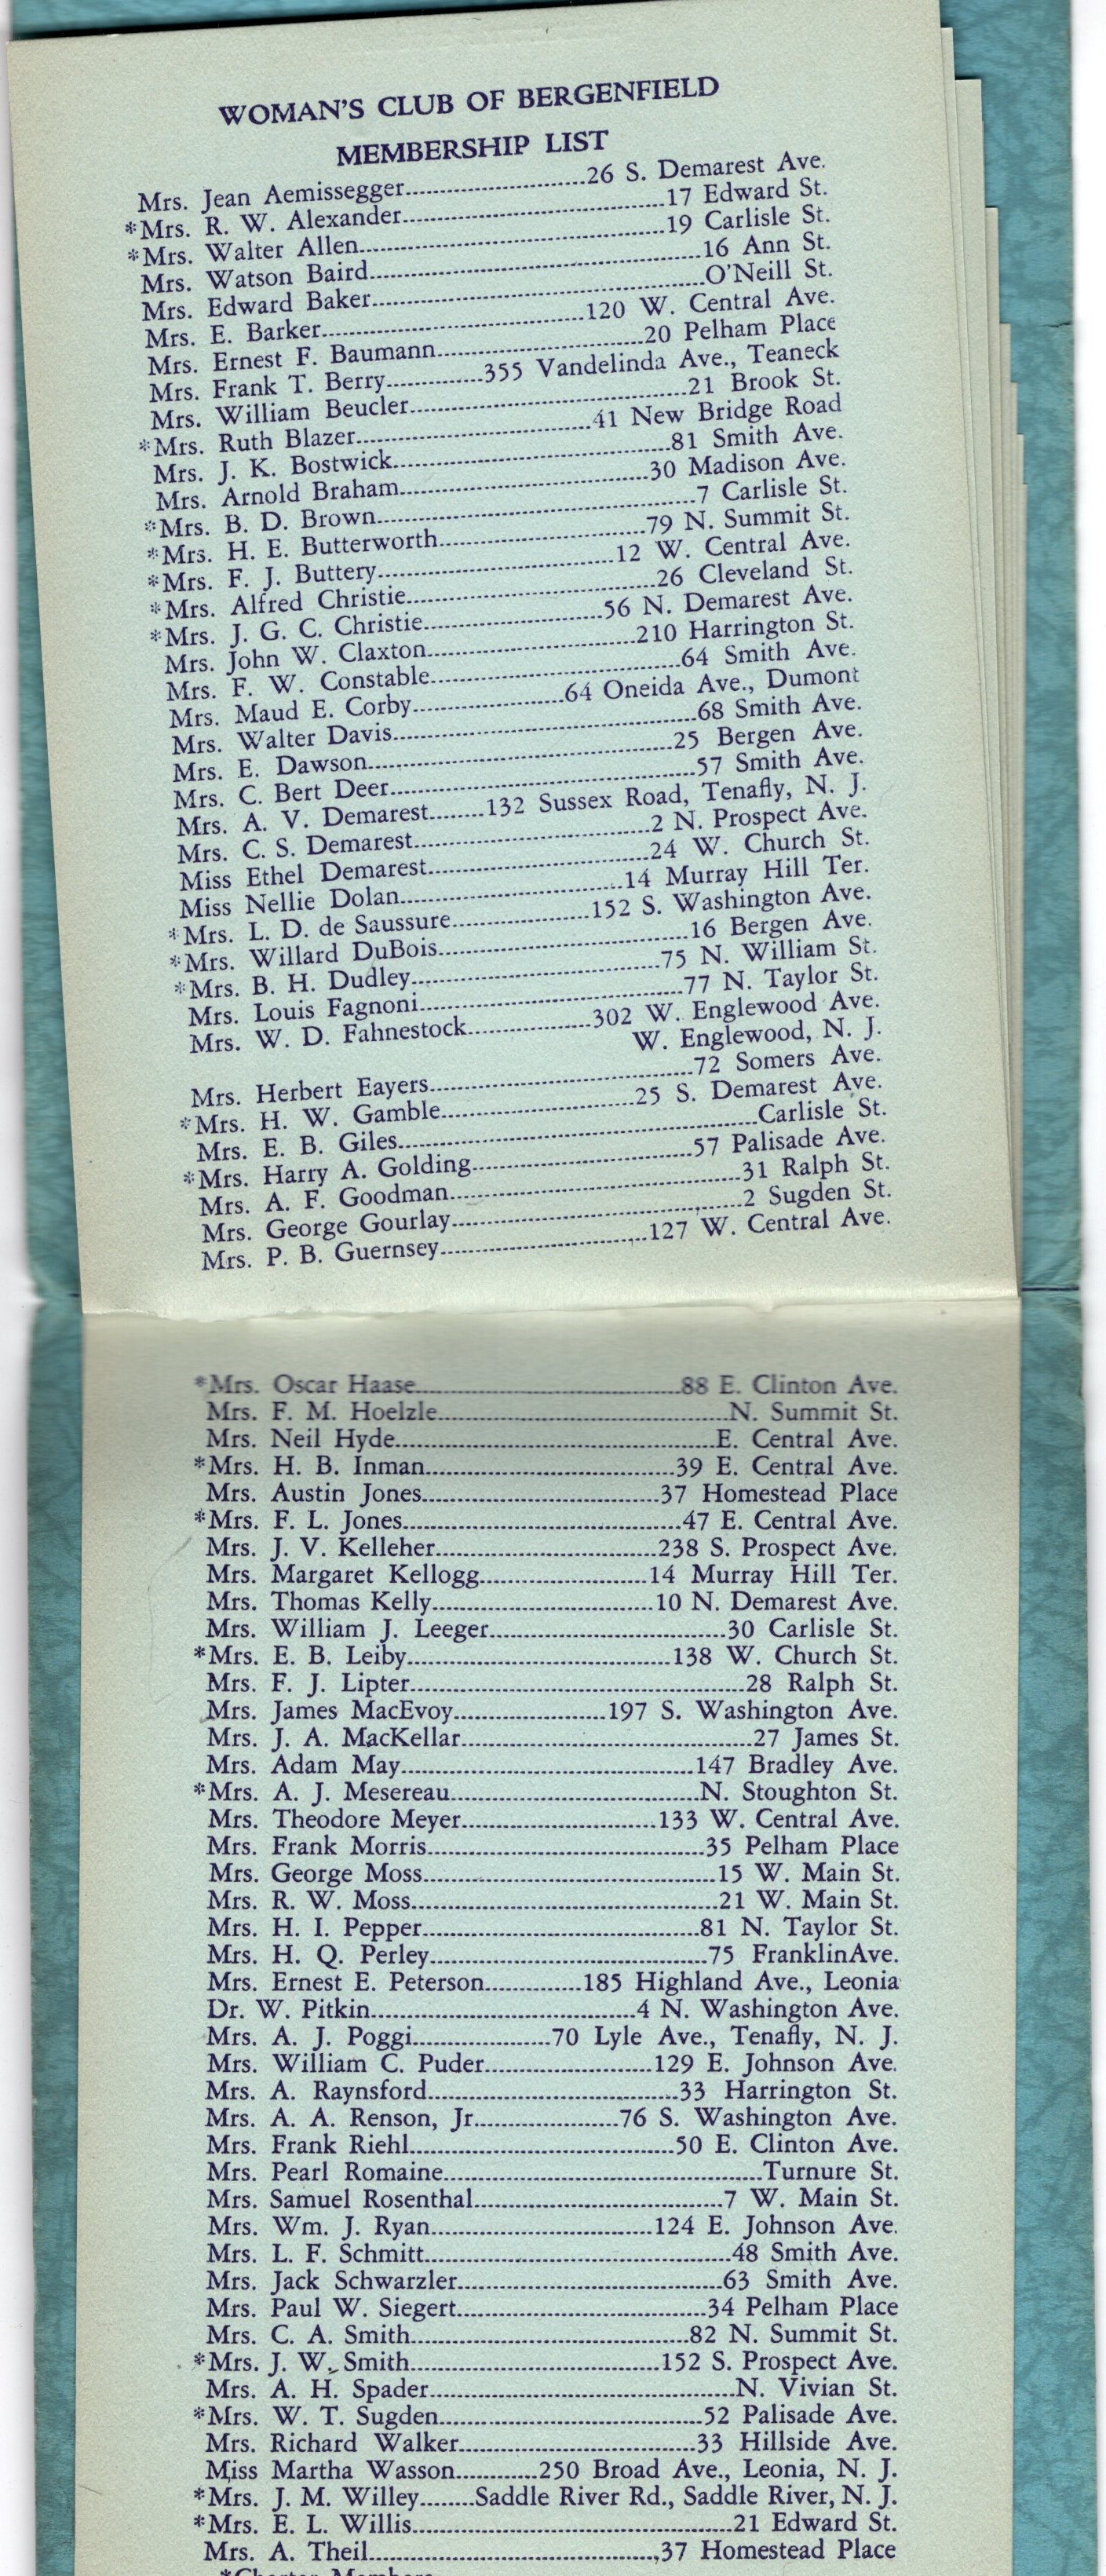 WOMAN'S CLUB OF BERGENFIELD
MEMBERSHIP LIST
Mrs. Jean Aemissegger..............................26 S. Demarest Ave.
*Mrs. R. W. Alexander..............................17 Edward St.
*Mrs. Walter Allen..............................19 Carlisle St.
Mrs. Watson Baird..............................16 Ann St.
Mrs. Edward Baker..............................O'Neill St.
Mrs. E. Barker..............................120 W. Central Ave.
Mrs. Ernest F. Baumann..............................20 Pelham Place
Mrs. Frank T. Berry.............355 Vandelinda Ave., Teaneck
Mrs. William Beucler..............................21 Brook St.
*Mrs. Ruth Blazer..............................41 New Bridge Road
Mrs. J. K. Bostwick..............................81 Smith Ave.
Mrs. Arnold Braham..............................30 Madison Ave.
*Mrs. B. D. Brown..............................7 Carlisle St.
*Mrs. H. E. Butterworth..............................79 N. Summit St.
*Mrs. F. J. Buttery..............................12 W. Central Ave.
*Mrs. Alfred Christie..............................26 Cleveland St.
*Mrs. J. G. C. Christie..............................56 N. Demarest Ave.
Mrs. John W. Claxton..............................210 Harrington St.
Mrs. F. W. Constable..............................64 Smith Ave.
Mrs. Maud E. Corby....................64 Oneida Ave., Dumont
Mrs. Walter Davis..............................68 Smith Ave.
Mrs. E. Dawson..............................25 Bergen Ave.
Mrs. C. Bert Deer..............................57 Smith Ave.
Mrs. A. V. Demarest........132 Sussex Road, Tenafly, N. J.
Mrs. C. S. Demarest..............................2 N. Prospect Ave.
Miss Ethel Demarest..............................24 W. Church St.
Miss Nellie Dolan..............................14 Murray Hill Ter.
*Mrs. L. D. de Saussure....................152 S. Washington Ave.
*Mrs. Willard DuBois..............................16 Bergen Ave.
*Mrs. B. H. Dudley..............................75 N. William St.
Mrs. Louis Fagnoni..............................77 N. Taylor St.
Mrs. W. D. Fahnestock.................302 W. Englewood Ave.
W. Englewood, N. J.
Mrs. Herbert Eayers..............................72 Somers Ave.
*Mrs. H. W. Gamble..............................25 S. Demarest Ave.
Mrs. E. B. Giles..............................Carlisle St.
*Mrs. Harry A. Golding..............................57 Palisade Ave.
Mrs. A. F. Goodman..............................31 Ralph St.
Mrs. George Gourlay..............................2 Sugden St.
Mrs. P. B. Guernsey..............................127 W. Central Ave.
*Mrs. Oscar Haase..............................88 E. Clinton Ave.
Mrs. F. M. Hoelzle..............................N. Summit St.
Mrs. Neil Hyde..............................E. Central Ave.
*Mrs. H. B. Inman..............................39 E. Central Ave.
Mrs. Austin Jones..............................37 Homestead Place
*Mrs. F. L. Jones..............................47 E. Central Ave.
Mrs. J. V. Kelleher..............................238 S. Prospect Ave.
Mrs. Margaret Kellogg......................14 Murray Hill Ter.
Mrs. Thomas Kelly..............................10 N. Demarest Ave.
Mrs. William J. Leeger..............................30 Carlisle St.
*Mrs. E. B. Leiby..............................138 W. Church St.
Mrs. F. J. Lipter..............................28 Ralph St.
Mrs. James MacEvoy....................197 S. Washington Ave.
Mrs. J. A. MacKellar..............................27 James St.
Mrs. Adam May..............................147 Bradley Ave.
*Mrs. A. J. Mesereau..............................N. Stoughton St.
Mrs. Theodore Meyer..........................133 W. Central Ave.
Mrs. Frank Morris..............................35 Pelham Place
Mrs. George Moss..............................15 W. Main St.
Mrs. R. W. Moss..............................21 W. Main St.
Mrs. H. I. Pepper..............................81 N. Taylor St.
Mrs. H. Q. Perley..............................75 FranklinAve.
Mrs. Ernest E. Peterson.............185 Highland Ave., Leonia
Dr. W. Pitkin..............................4 N. Washington Ave.
Mrs. A. J. Poggi...................70 Lyle Ave., Tenafly, N. J.
Mrs. William C. Puder.......................129 E. Johnson Ave.
Mrs. A. Raynsford..............................33 Harrington St.
Mrs. A. A. Renson, Jr....................76 S. Washington Ave.
Mrs. Frank Riehl..............................50 E. Clinton Ave.
Mrs. Pearl Romaine..............................Turnure St.
Mrs. Samuel Rosenthal..............................7 W. Main St.
Mrs. Wm. J. Ryan..............................124 E. Johnson Ave.
Mrs. L. F. Schmitt..............................48 Smith Ave.
Mrs. Jack Schwarzler..............................63 Smith Ave.
Mrs. Paul W. Siegert..............................34 Pelham Place
Mrs. C. A. Smith..............................82 N. Summit St.
*Mrs. J. W. Smith..............................152 S. Prospect Ave.
Mrs. A. H. Spader..............................N. Vivian St.
*Mrs. W. T. Sugden..............................52 Palisade Ave.
Mrs. Richard Walker..............................33 Hillside Ave.
Miss Martha Wasson...........250 Broad Ave., Leonia, N. J.
*Mrs. J. M. Willey........Saddle River Rd., Saddle River, N. J.
*Mrs. E. L. Willis..............................21 Edward St.
Mrs. A. Theil..............................37 Homestead Place
*Charter Members